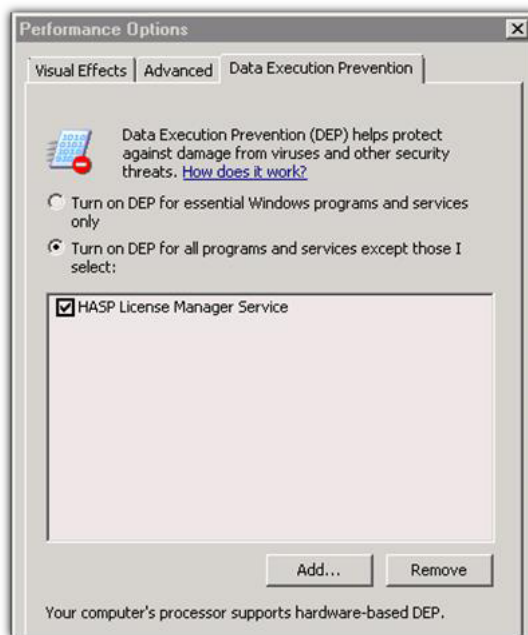 Performance Options
Visual Effects
Advanced
Data Execution Prevention
Data Execution Prevention (DEP) helps protect
against damage from viruses and other security
threats. How does it work?
Turn on DEP for essential Windows programs and services
only
Turn on DEP for all programs and services except those I
select:
HASP License Manager Service
Add...
Remove
Your computer's processor supports hardware-based DEP.